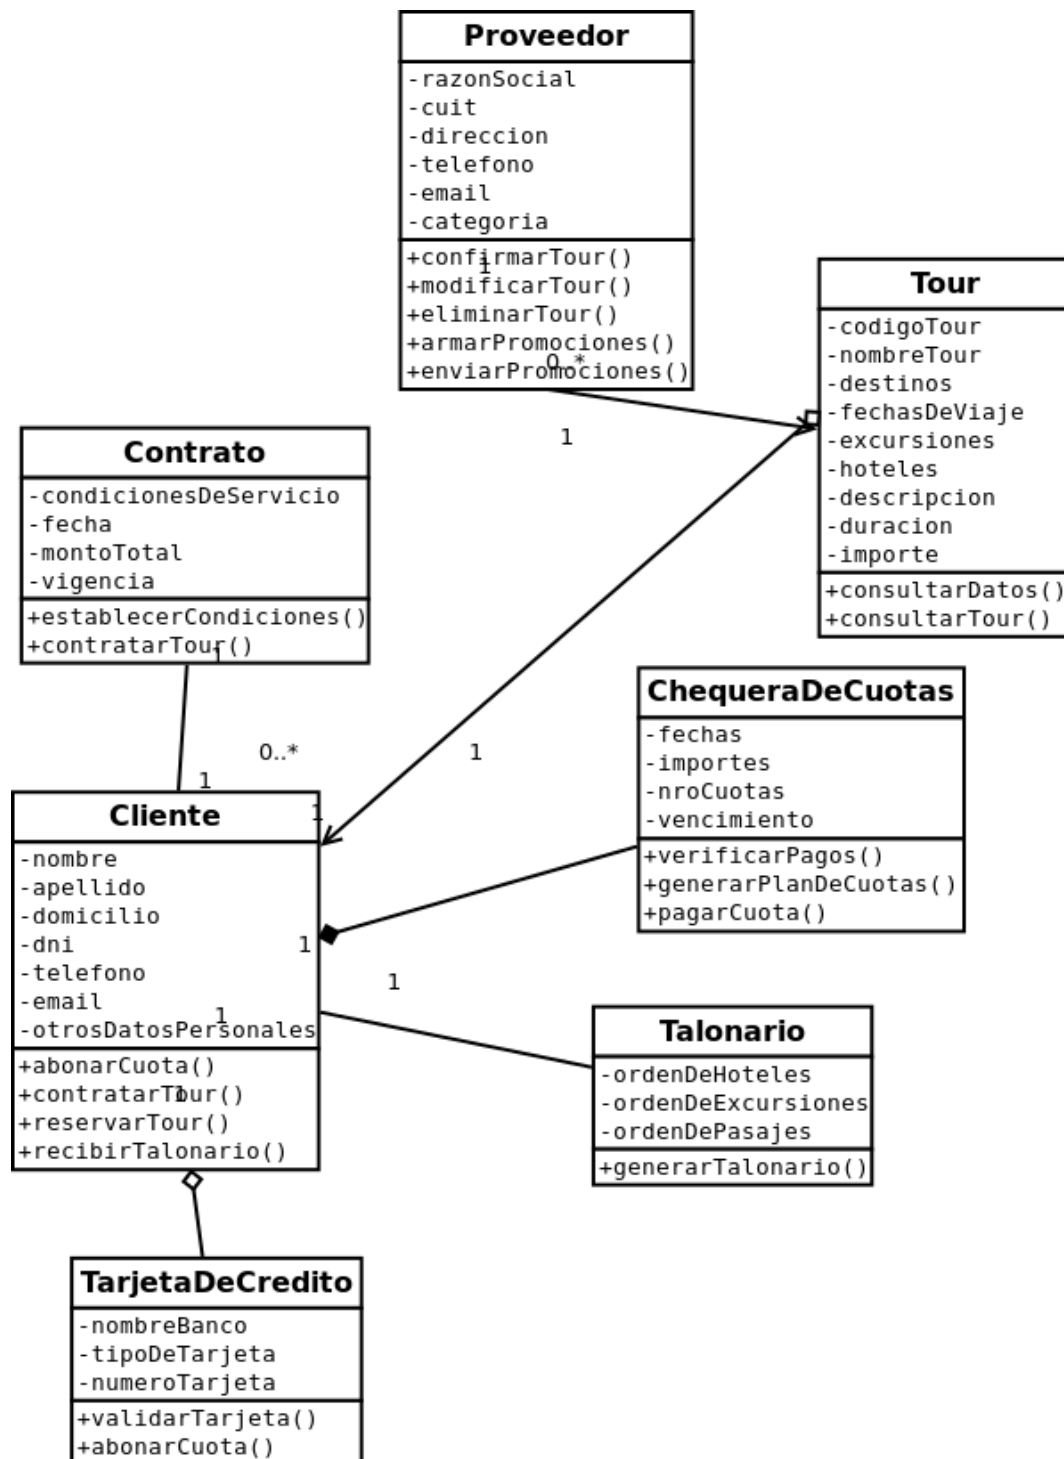 Proveedor
-razonSocial
-cuit
-direccion
-telefono
-email
-categoria
+confirmarTour()
1
+modificarTour()
+eliminarTour()
+armarPromociones()
0..*
+enviarPromociones()
1
Tour
-codigoTour
-nombreTour
-destinos
-fechasDeViaje
-excursiones
-hoteles
-descripcion
-duracion
-importe
+consultarDatos()
+consultarTour()
Contrato
-condicionesDeServicio
-fecha
-montoTotal
-vigencia
+establecerCondiciones()
+contratarTour()
1
0..*
1
1
1
ChequeraDeCuotas
-fechas
-importes
-nroCuotas
-vencimiento
+verificarPagos()
+generarPlanDeCuotas()
+pagarCuota()
Cliente
-nombre
-apellido
-domicilio
-dni
1
-telefono
1
-email
1
-otrosDatosPersonales
+abonarCuota()
+contratarTour()
1
+reservarTour()
+recibirTalonario()
Talonario
-ordenDeHoteles
-ordenDeExcursiones
-ordenDePasajes
+generarTalonario()
TarjetaDeCredito
-nombreBanco
-tipoDeTarjeta
-numeroTarjeta
+validarTarjeta()
+abonarCuota()